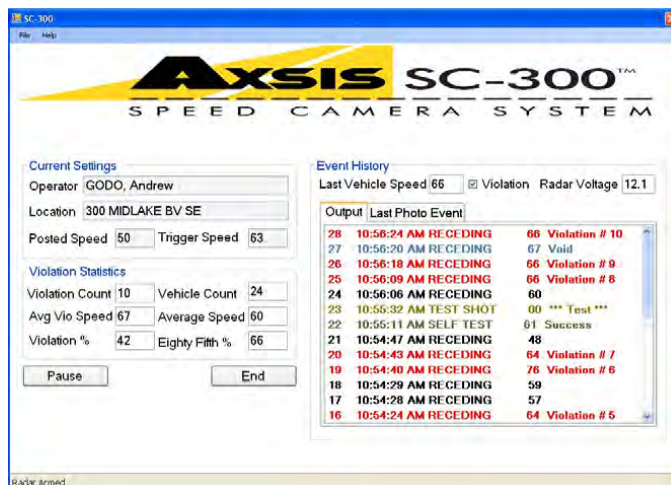 SC-300
File Help
AXSIS SC-300™
SPEED CAMERA SYSTEM
Current Settings
Operator GODO, Andrew
Location 300 MIDLAKE BV SE
Posted Speed 50 Trigger Speed 63
Violation Statistics
Violation Count 10 Vehicle Count 24
Avg Vio Speed 67 Average Speed 60
Violation % 42 Eighty Fifth % 66
Pause End
Event History
Last Vehicle Speed 66 Violation Radar Voltage 12.1
Output Last Photo Event
28 10:56:24 AM RECEDING 66 Violation # 10
27 10:56:20 AM RECEDING 67 Void
26 10:56:18 AM RECEDING 66 Violation # 9
25 10:56:09 AM RECEDING 66 Violation # 8
24 10:56:06 AM RECEDING 60
23 10:55:32 AM TEST SHOT 00 *** Test ***
22 10:55:11 AM SELF TEST 61 Success
21 10:54:47 AM RECEDING 48
20 10:54:43 AM RECEDING 64 Violation # 7
19 10:54:40 AM RECEDING 76 Violation # 6
18 10:54:29 AM RECEDING 59
17 10:54:28 AM RECEDING 57
16 10:54:24 AM RECEDING 64 Violation # 5
Radar Armed